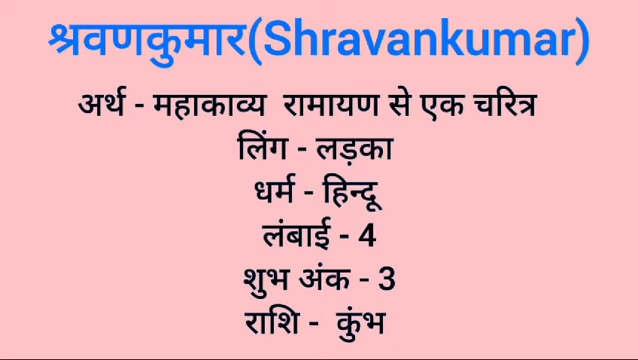 श्रवणकुमार(Shravankumar)
अर्थ - महाकाव्य रामायण से एक चरित्र
लिंग - लड़का
धर्म - हिन्दू
लंबाई - 4
शुभ अंक - 3
राशि - कुंभ